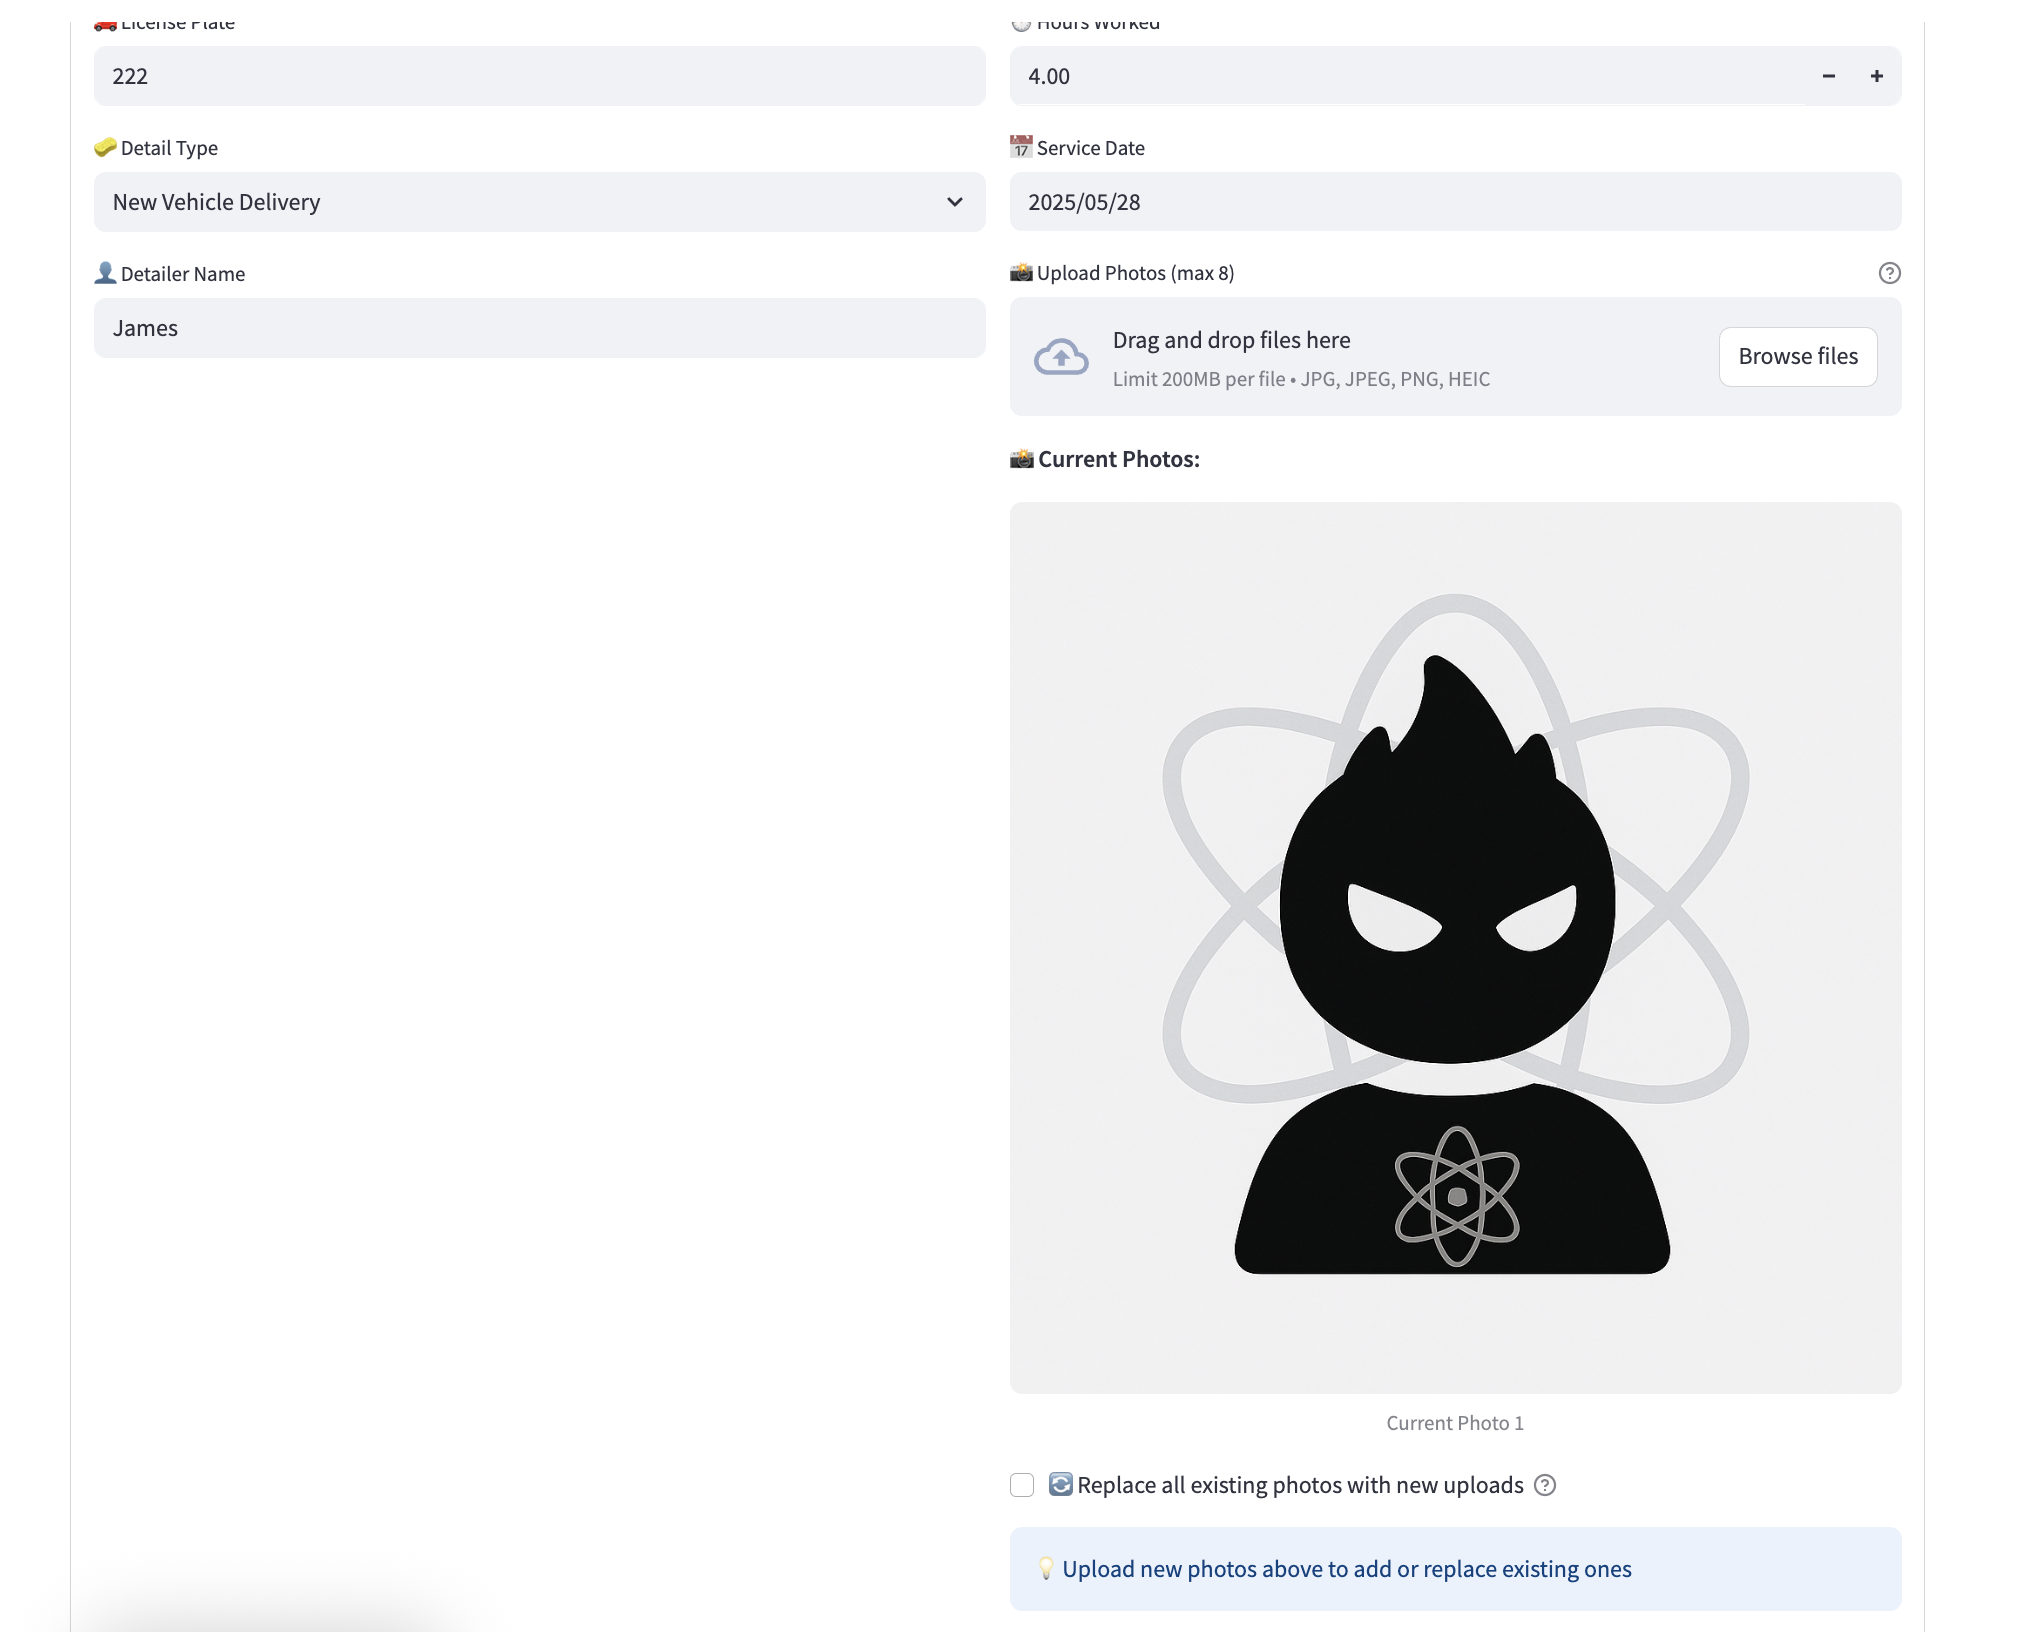 License Plate
222
Detail Type
New Vehicle Delivery
Detailer Name
James
Hours Worked
4.00
Service Date
17
2025/05/28
Upload Photos (max 8)
Drag and drop files here
Limit 200MB per file • JPG, JPEG, PNG, HEIC
Browse files
Current Photos:
Current Photo 1
Replace all existing photos with new uploads
Upload new photos above to add or replace existing ones